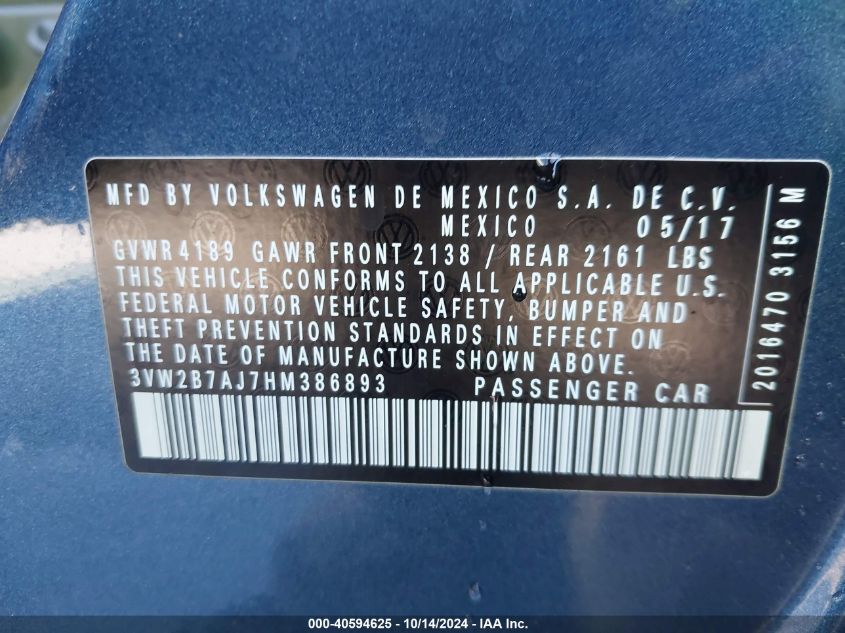 MFD BY VOLKSWAGEN DE MEXICO S.A. DE C.V.
MEXICO 05/17
GVWR 4189 GAWR FRONT 2138 / REAR 2161 LBS
THIS VEHICLE CONFORMS TO ALL APPLICABLE U.S.
FEDERAL MOTOR VEHICLE SAFETY, BUMPER AND
THEFT PREVENTION STANDARDS IN EFFECT ON
THE DATE OF MANUFACTURE SHOWN ABOVE.
3VW2B7AJ7HM386893 PASSENGER CAR
2016470 3156 M
000-40594625 - 10/14/2024 - IAA Inc.